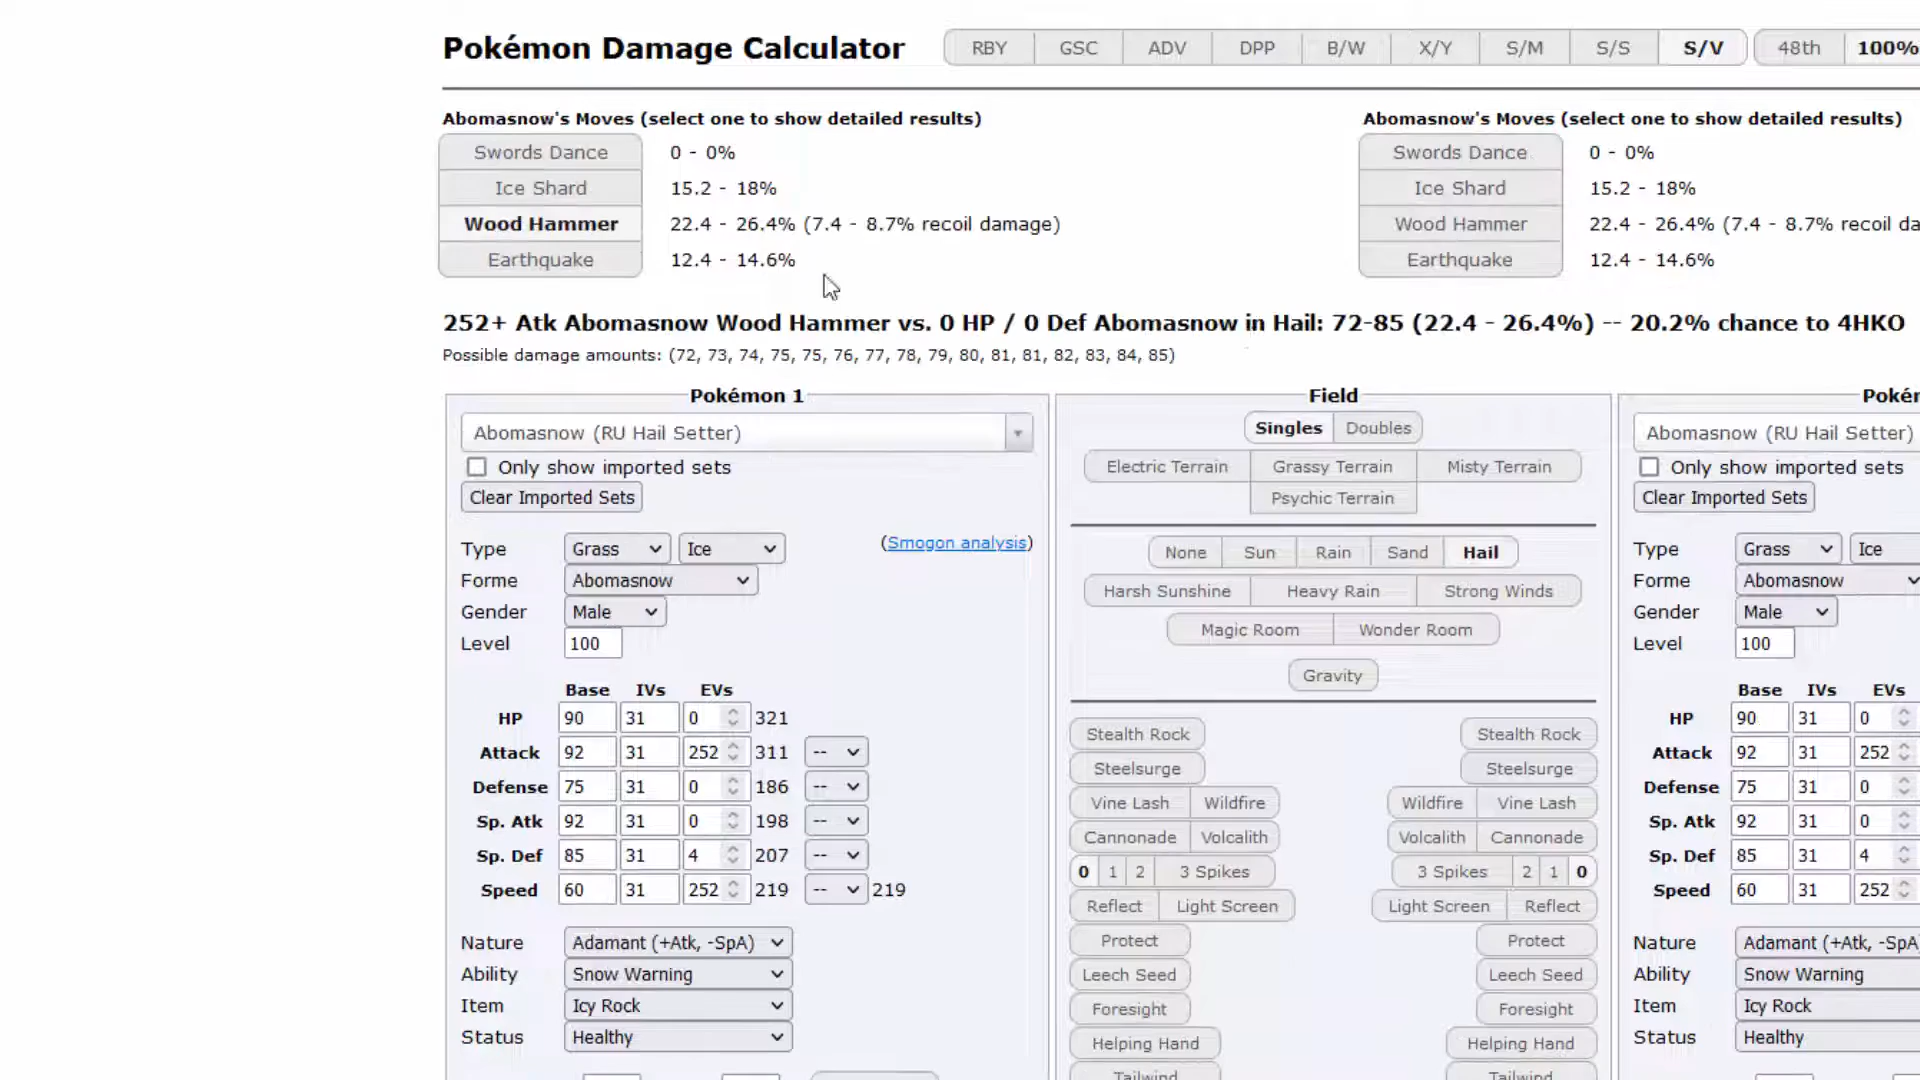 Pokémon Damage Calculator RBY GSC ADV DPP B/W X/Y S/M S/S S/V 48th 100%
Abomasnow's Moves (select one to show detailed results) Abomasnow's Moves (select one to show detailed results)
Swords Dance 0 - 0% Swords Dance 0 - 0%
Ice Shard 15.2 - 18% Ice Shard 15.2 - 18%
Wood Hammer 22.4 - 26.4% (7.4 - 8.7% recoil damage) Wood Hammer 22.4 - 26.4% (7.4 - 8.7% recoil da
Earthquake 12.4 - 14.6% Earthquake 12.4 - 14.6%
252+ Atk Abomasnow Wood Hammer vs. 0 HP / 0 Def Abomasnow in Hail: 72-85 (22.4 - 26.4%) -- 20.2% chance to 4HKO
Possible damage amounts: (72, 73, 74, 75, 75, 76, 77, 78, 79, 80, 81, 81, 82, 83, 84, 85)
Pokémon 1 Field Pokém
Abomasnow (RU Hail Setter) Singles Doubles Abomasnow (RU Hail Setter)
Only show imported sets Electric Terrain Grassy Terrain Misty Terrain Only show imported sets
Clear Imported Sets Psychic Terrain Clear Imported Sets
Type Grass Ice (Smogon analysis) None Sun Rain Sand Hail Type Grass Ice
Forme Abomasnow Harsh Sunshine Heavy Rain Strong Winds Forme Abomasnow
Gender Male Magic Room Wonder Room Gender Male
Level 100 Gravity Level 100
Base IVs EVs Base IVs EVs
HP 90 31 0 321 Stealth Rock Stealth Rock HP 90 31 0
Attack 92 31 252 311 -- Steelsurge Steelsurge Attack 92 31 252
Defense 75 31 0 186 -- Vine Lash Wildfire Wildfire Vine Lash Defense 75 31 0
Sp. Atk 92 31 0 198 -- Cannonade Volcalith Volcalith Cannonade Sp. Atk 92 31 0
Sp. Def 85 31 4 207 -- 0 1 2 3 Spikes 3 Spikes 2 1 0 Sp. Def 85 31 4
Speed 60 31 252 219 -- 219 Reflect Light Screen Light Screen Reflect Speed 60 31 252
Nature Adamant (+Atk, -SpA) Protect Protect Nature Adamant (+Atk, -SpA
Ability Snow Warning Leech Seed Leech Seed Ability Snow Warning
Item Icy Rock Foresight Foresight Item Icy Rock
Status Healthy Helping Hand Helping Hand Status Healthy
Tailwind Tailwind